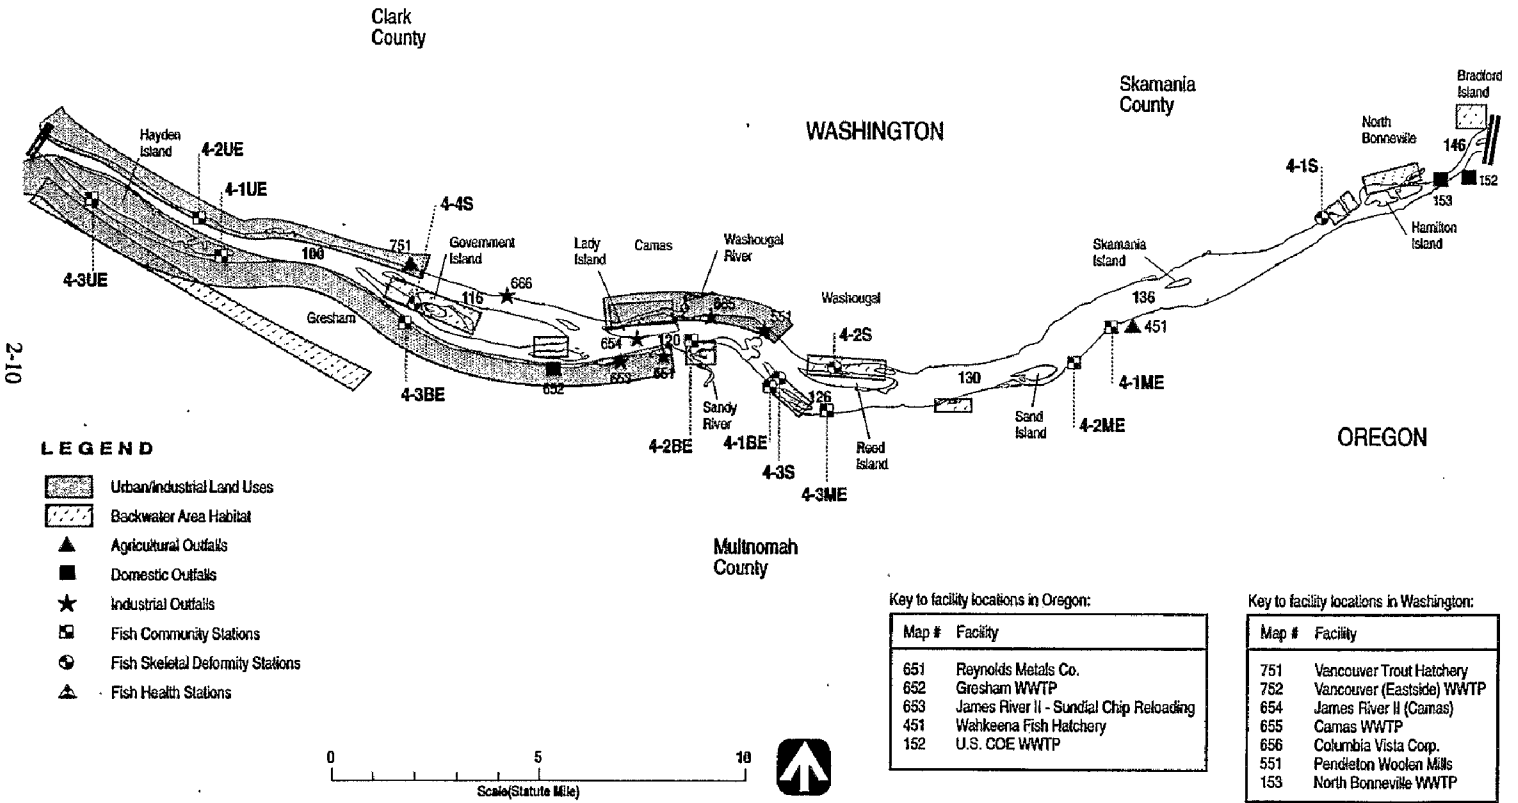 Clark
County
Bradford
Island
Skamania
County
North
Bonneville
WASHINGTON
Hayden
Island
4-2UE
146
4-1S
4-1UE
152
153
4-4S
751
Government
Island
Lady
Island
Camas
Washougal
River
Hamilton
Island
100
Skamania
Island
4-3UE
666
116
665
Washougal
136
Gresham
551
4-2S
451
654
120
2-10
652
653
651
130
4-3BE
126
4-1ME
Sandy
River
Sand
Island
4-2ME
4-2BE
4-1BE
Reed
Island
OREGON
4-3S
4-3ME
LEGEND
Urban/Industrial Land Uses
Backwater Area Habitat
Agricultural Outfalls
Domestic Outfalls
Industrial Outfalls
Fish Community Stations
Fish Skeletal Deformity Stations
Fish Health Stations
Multnomah
County
Key to facility locations in Oregon:
Map # Facility
651 Reynolds Metals Co.
652 Gresham WWTP
653 James River II - Sundial Chip Reloading
451 Wahkeena Fish Hatchery
152 U.S. COE WWTP
Key to facility locations in Washington:
Map # Facility
751 Vancouver Trout Hatchery
752 Vancouver (Eastside) WWTP
654 James River II (Camas)
655 Camas WWTP
656 Columbia Vista Corp.
551 Pendleton Woolen Mills
153 North Bonneville WWTP
0 5 10
Scale(Statute Mile)